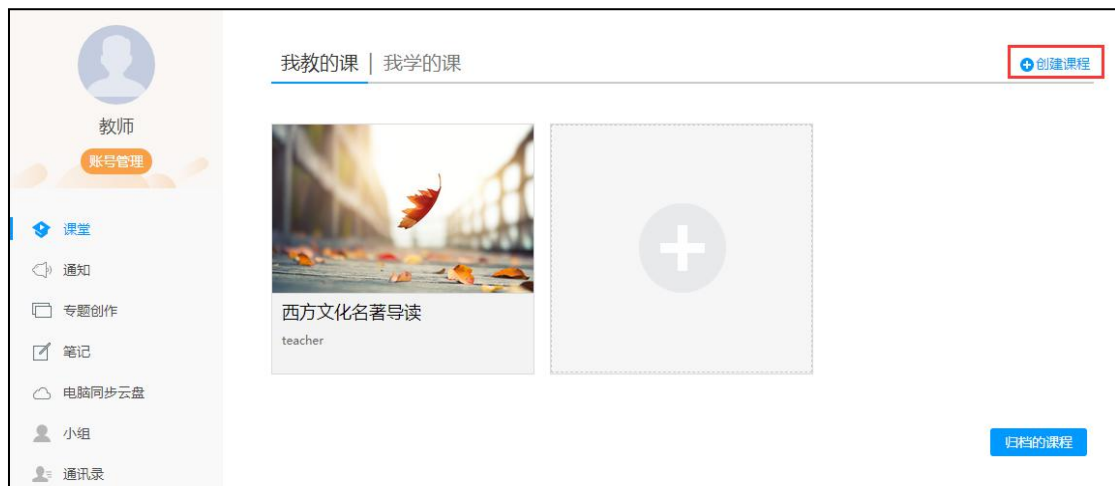 教师
账号管理
课堂
通知
专题创作
笔记
电脑同步云盘
小组
通讯录
我教的课 | 我学的课
创建课程
西方文化名著导读
teacher
归档的课程